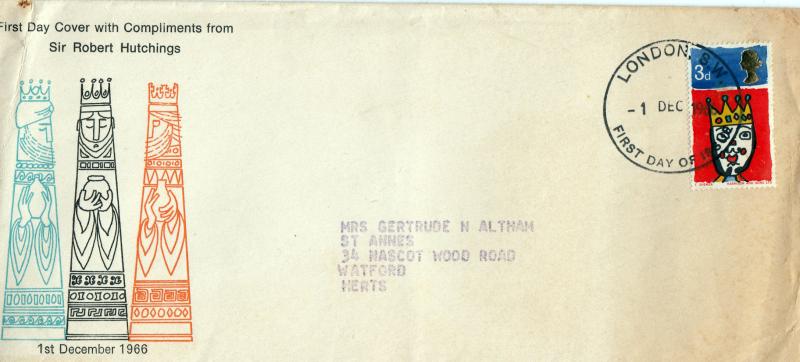 First Day Cover with Compliments from
Sir Robert Hutchings
LONDON, S.W.
-1 DEC 19
FIRST DAY OF
3d
MRS GERTRUDE N ALTHAM
ST ANNES
34 NASCOT WOOD ROAD
WATFORD
HERTS
1st December 1966